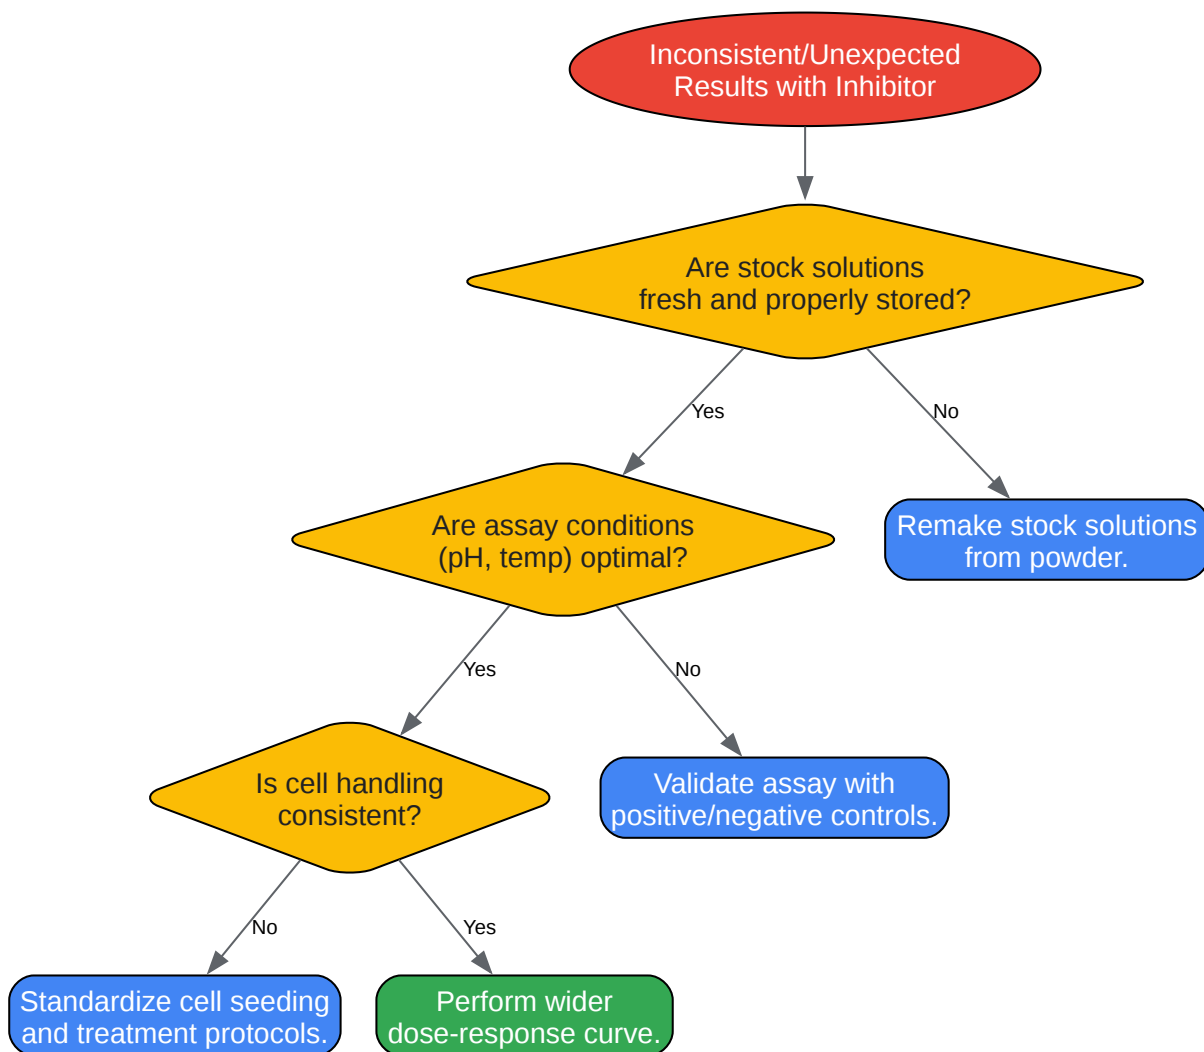 Inconsistent/Unexpected
Results with Inhibitor
Are stock solutions
fresh and properly stored?
Yes
No
Are assay conditions
(pH, temp) optimal?
Remake stock solutions
from powder.
Yes
No
Is cell handling
consistent?
Validate assay with
positive/negative controls.
No
Yes
Standardize cell seeding
and treatment protocols.
Perform wider
dose-response curve.